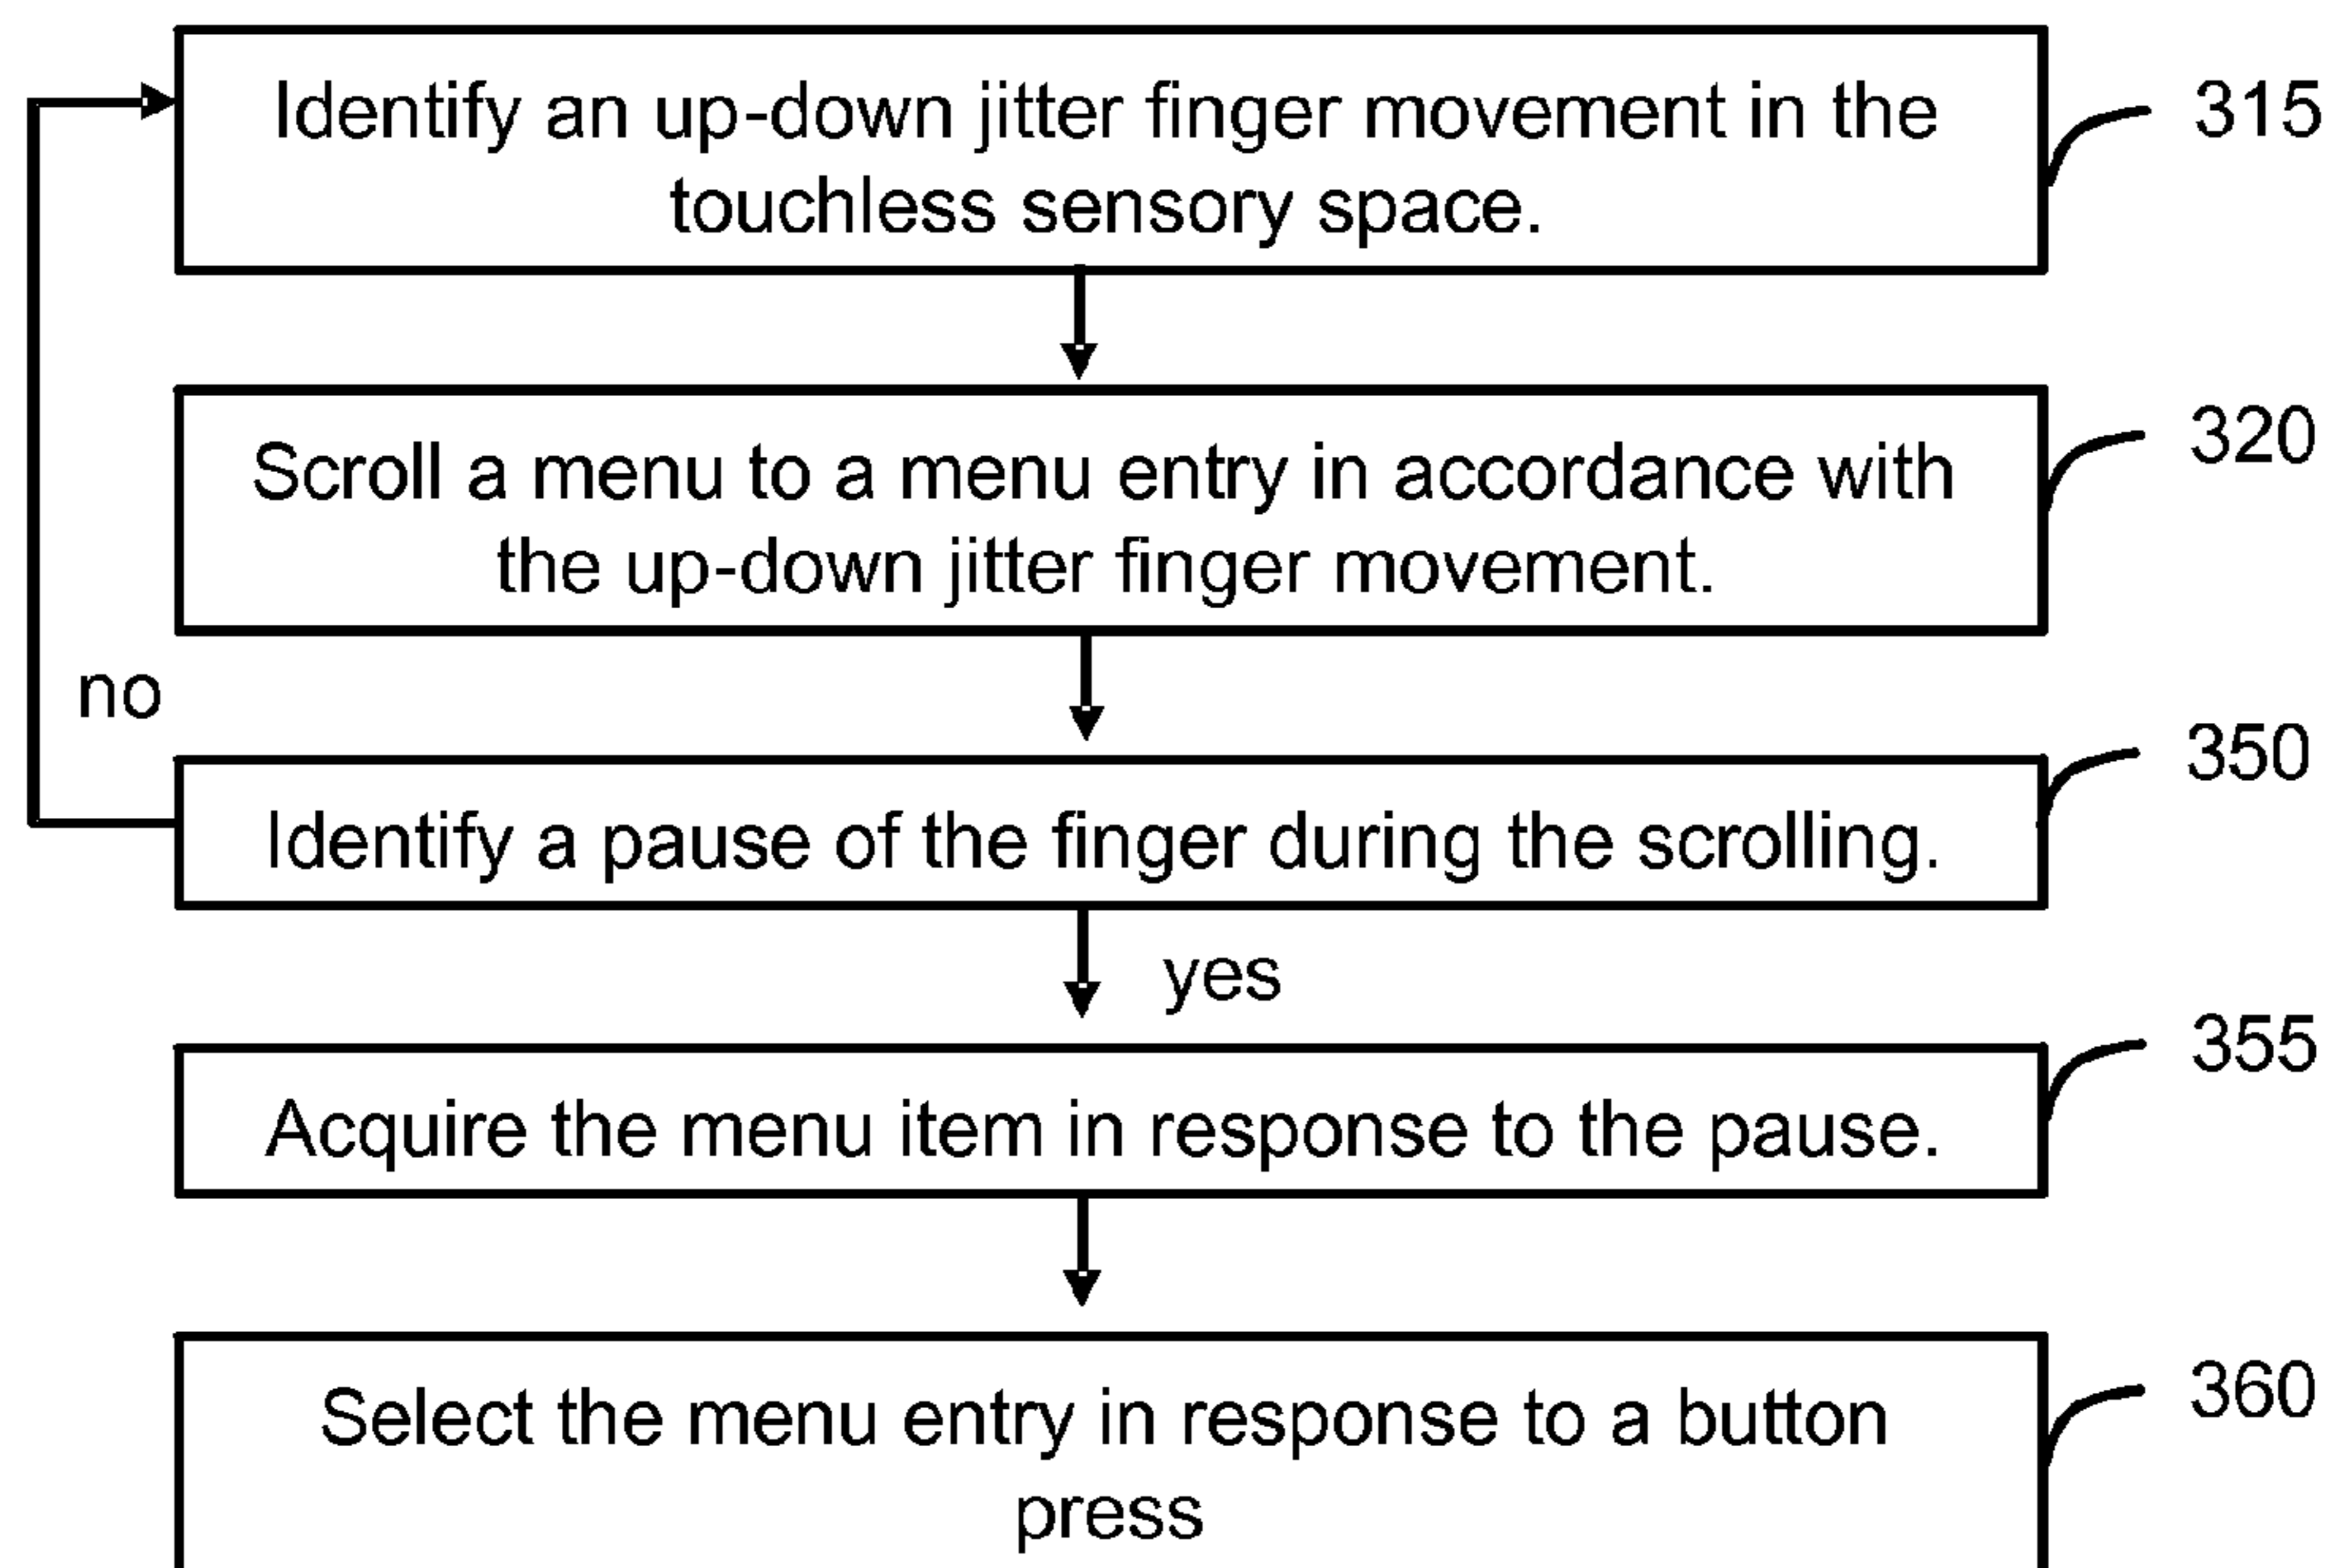 Identify an up-down jitter finger movement in the
touchless sensory space.
315
Scroll a menu to a menu entry in accordance with
the up-down jitter finger movement.
320
no
Identify a pause of the finger during the scrolling.
350
yes
Acquire the menu item in response to the pause.
355
Select the menu entry in response to a button
press
360